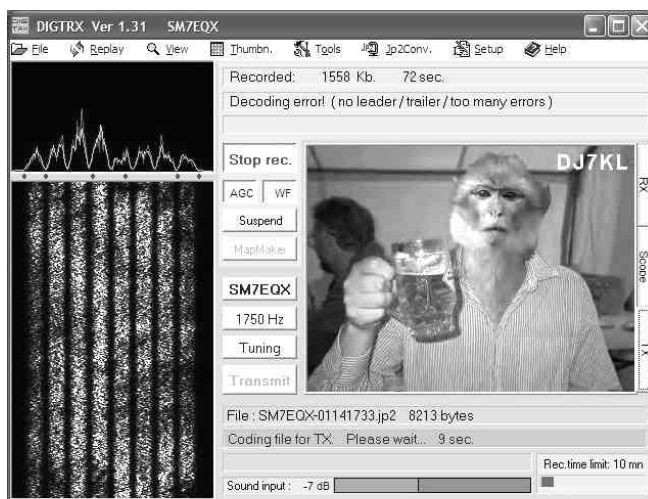 DIG TRX DIGTRX Ver 1.31 SM7EQX
File Replay View Thumbn. Tools Jp2Conv. Setup Help
Recorded: 1558 Kb. 72 sec.
Decoding error! ( no leader / trailer / too many errors )
Stop rec.
AGC WF
Suspend
MapMaker
SM7EQX
1750 Hz
Tuning
Transmit
DJ7KL
RX
Scope
TX
File : SM7EQX-01141733.jp2 8213 bytes
Coding file for TX. Please wait... 9 sec.
Rec.time limit: 10 mn
Sound input : -7 dB